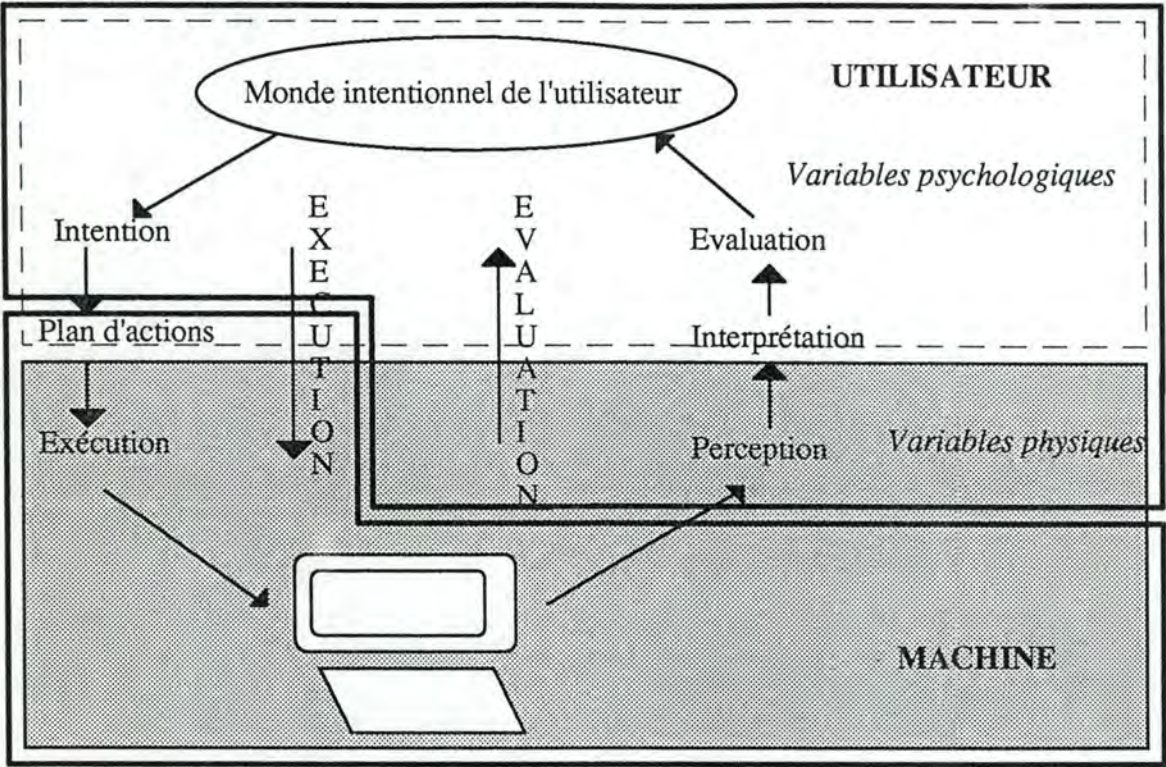 UTILISATEUR
Monde intentionnel de l'utilisateur
Variables psychologiques
EXECUTION
EVALUATION
Intention
Evaluation
Plan d'actions
Interprétation
Exécution
Perception
Variables physiques
MACHINE